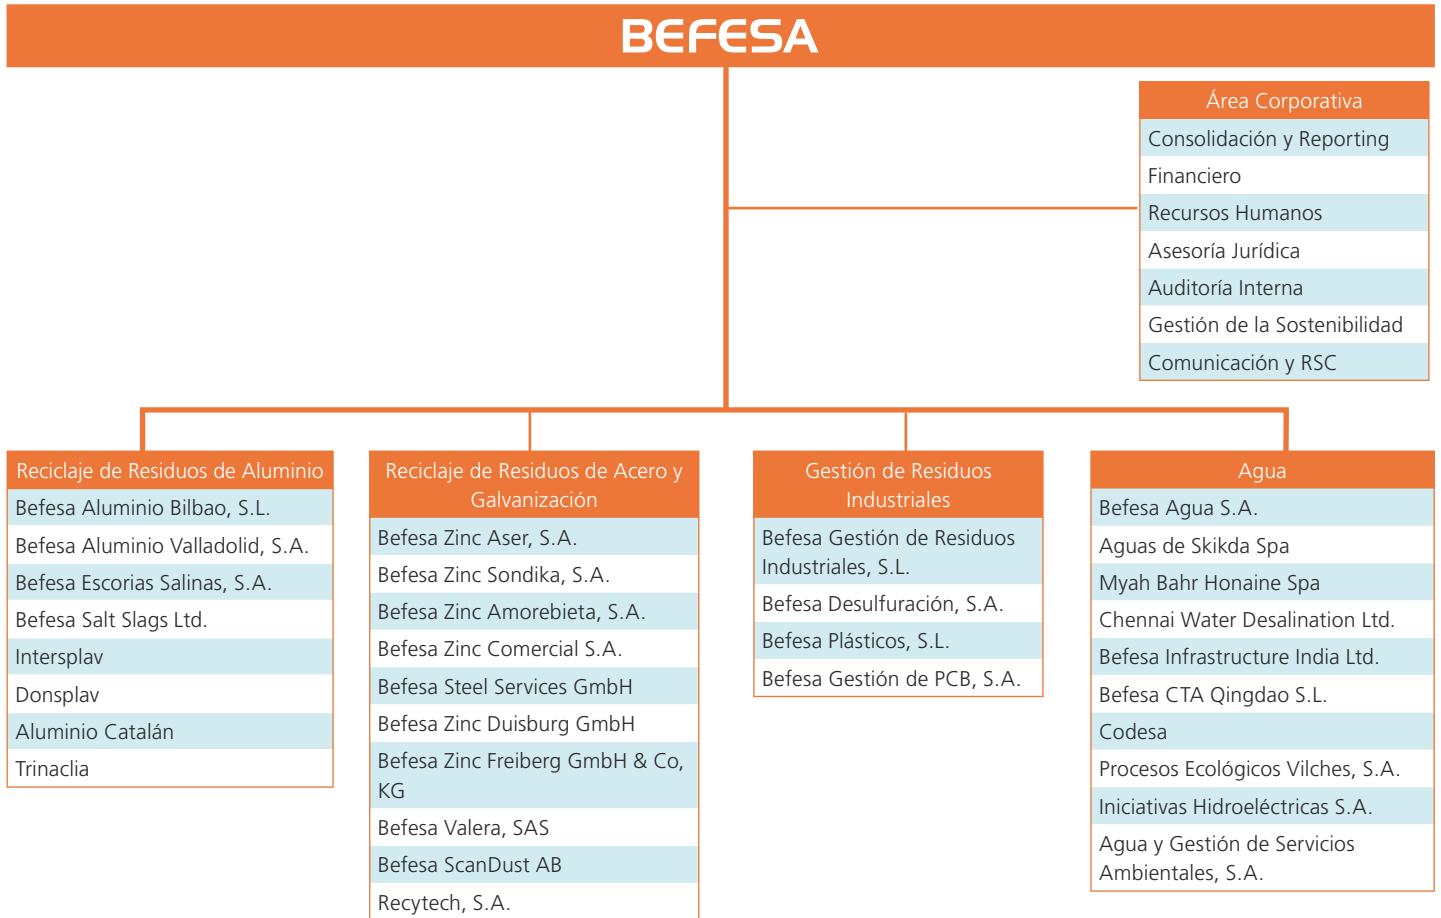 BEFESA
Área Corporativa
Consolidación y Reporting
Financiero
Recursos Humanos
Asesoría Jurídica
Auditoría Interna
Gestión de la Sostenibilidad
Comunicación y RSC
Reciclaje de Residuos de Aluminio
Befesa Aluminio Bilbao, S.L.
Befesa Aluminio Valladolid, S.A.
Befesa Escorias Salinas, S.A.
Befesa Salt Slags Ltd.
Intersplav
Donsplav
Aluminio Catalán
Trinaclia
Reciclaje de Residuos de Acero y
Galvanización
Befesa Zinc Aser, S.A.
Befesa Zinc Sondika, S.A.
Befesa Zinc Amorebieta, S.A.
Befesa Zinc Comercial S.A.
Befesa Steel Services GmbH
Befesa Zinc Duisburg GmbH
Befesa Zinc Freiberg GmbH & Co,
KG
Befesa Valera, SAS
Befesa ScanDust AB
Recytech, S.A.
Gestión de Residuos
Industriales
Befesa Gestión de Residuos
Industriales, S.L.
Befesa Desulfuración, S.A.
Befesa Plásticos, S.L.
Befesa Gestión de PCB, S.A.
Agua
Befesa Agua S.A.
Aguas de Skikda Spa
Myah Bahr Honaine Spa
Chennai Water Desalination Ltd.
Befesa Infrastructure India Ltd.
Befesa CTA Qingdao S.L.
Codesa
Procesos Ecológicos Vilches, S.A.
Iniciativas Hidroeléctricas S.A.
Agua y Gestión de Servicios
Ambientales, S.A.